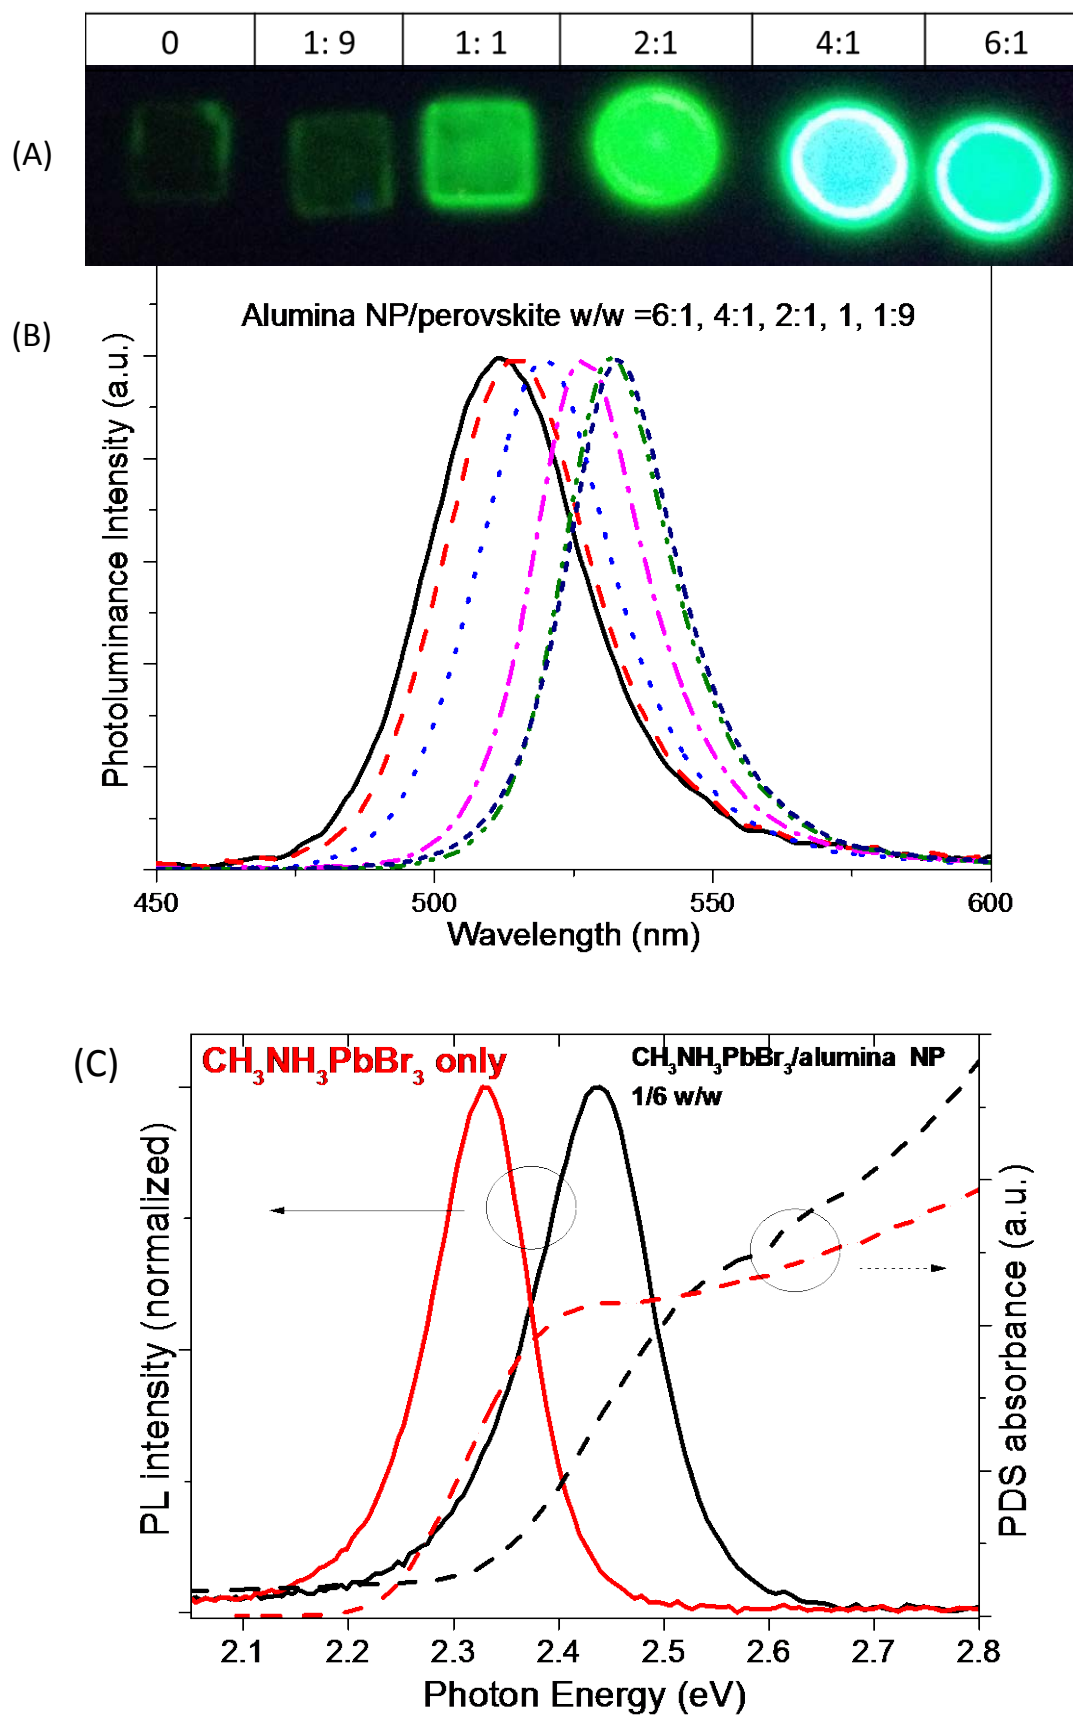 0 1: 9 1: 1 2:1 4:1 6:1
(A)
(B)
Alumina NP/perovskite w/w =6:1, 4:1, 2:1, 1, 1:9
Photoluminance Intensity (a.u.)
450 500 550 600
Wavelength (nm)
(C)
CH₃NH₃PbBr₃ only
CH₃NH₃PbBr₃/alumina NP
1/6 w/w
PL intensity (normalized)
PDS absorbance (a.u.)
2.1 2.2 2.3 2.4 2.5 2.6 2.7 2.8
Photon Energy (eV)